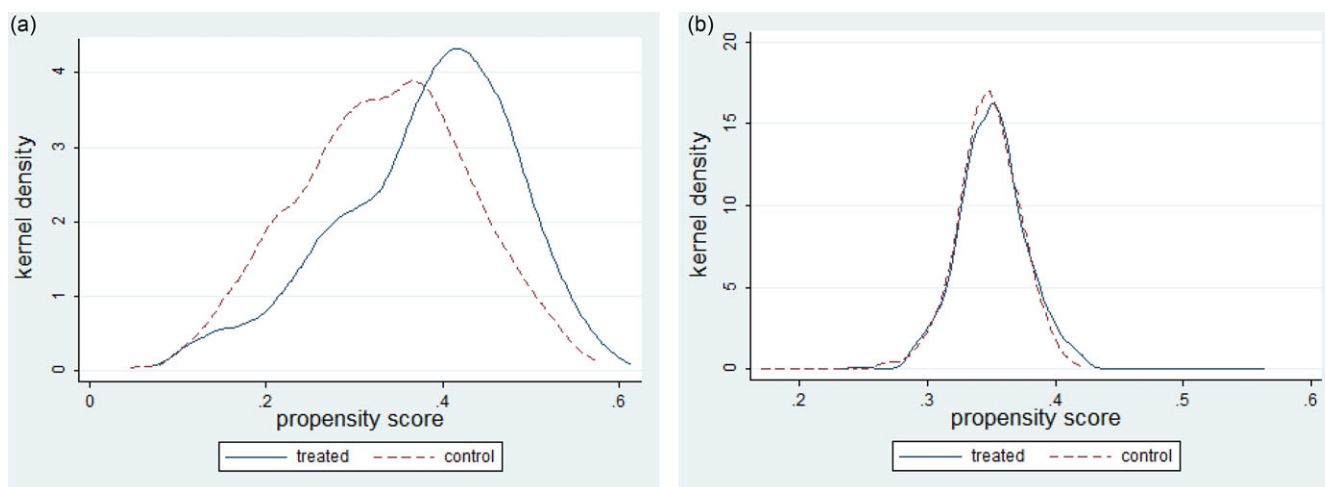 (a)
kernel density
4
3
2
1
0
0 .2 .4 .6
propensity score
treated control
(b)
kernel density
20
15
10
5
0
.2 .3 .4 .5 .6
propensity score
treated control